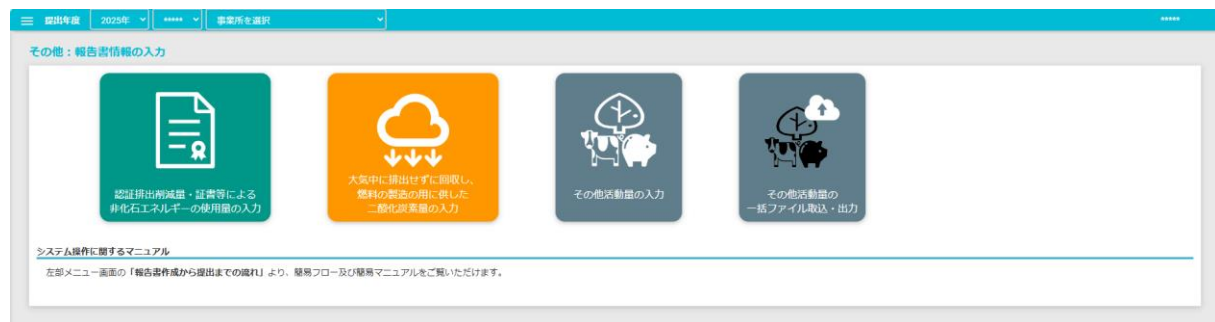 提出年度 2025年 ***** 事業所を選択 *****
その他：報告書情報の入力
認証排出削減量・証書等による
非化石エネルギーの使用量の入力
大気中に排出せずに回収し、
燃料の製造の用に供した
二酸化炭素量の入力
その他活動量の入力
その他活動量の
一括ファイル取込・出力
システム操作に関するマニュアル
左部メニュー画面の「報告書作成から提出までの流れ」より、簡易フロー及び簡易マニュアルをご覧いただけます。